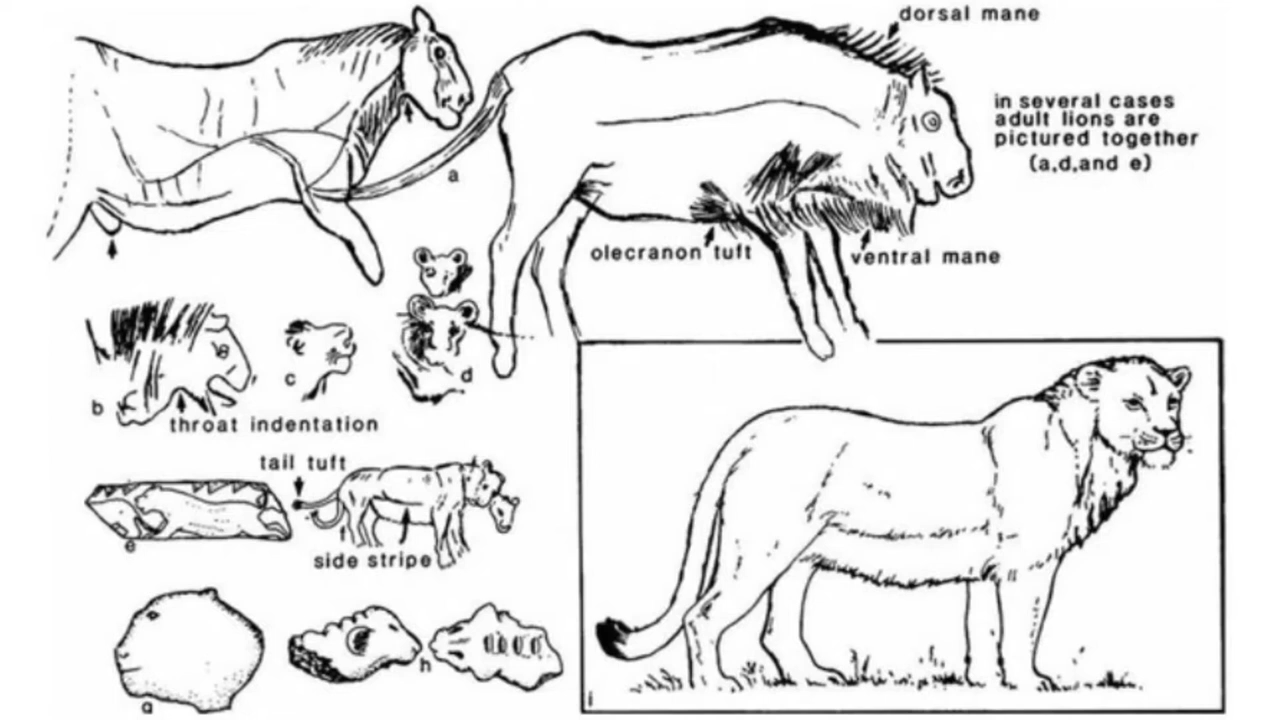 dorsal mane
in several cases
adult lions are
pictured together
(a,d,and e)
a
olecranon tuft
ventral mane
b
c
d
throat indentation
tail tuft
e
side stripe
g
h
i